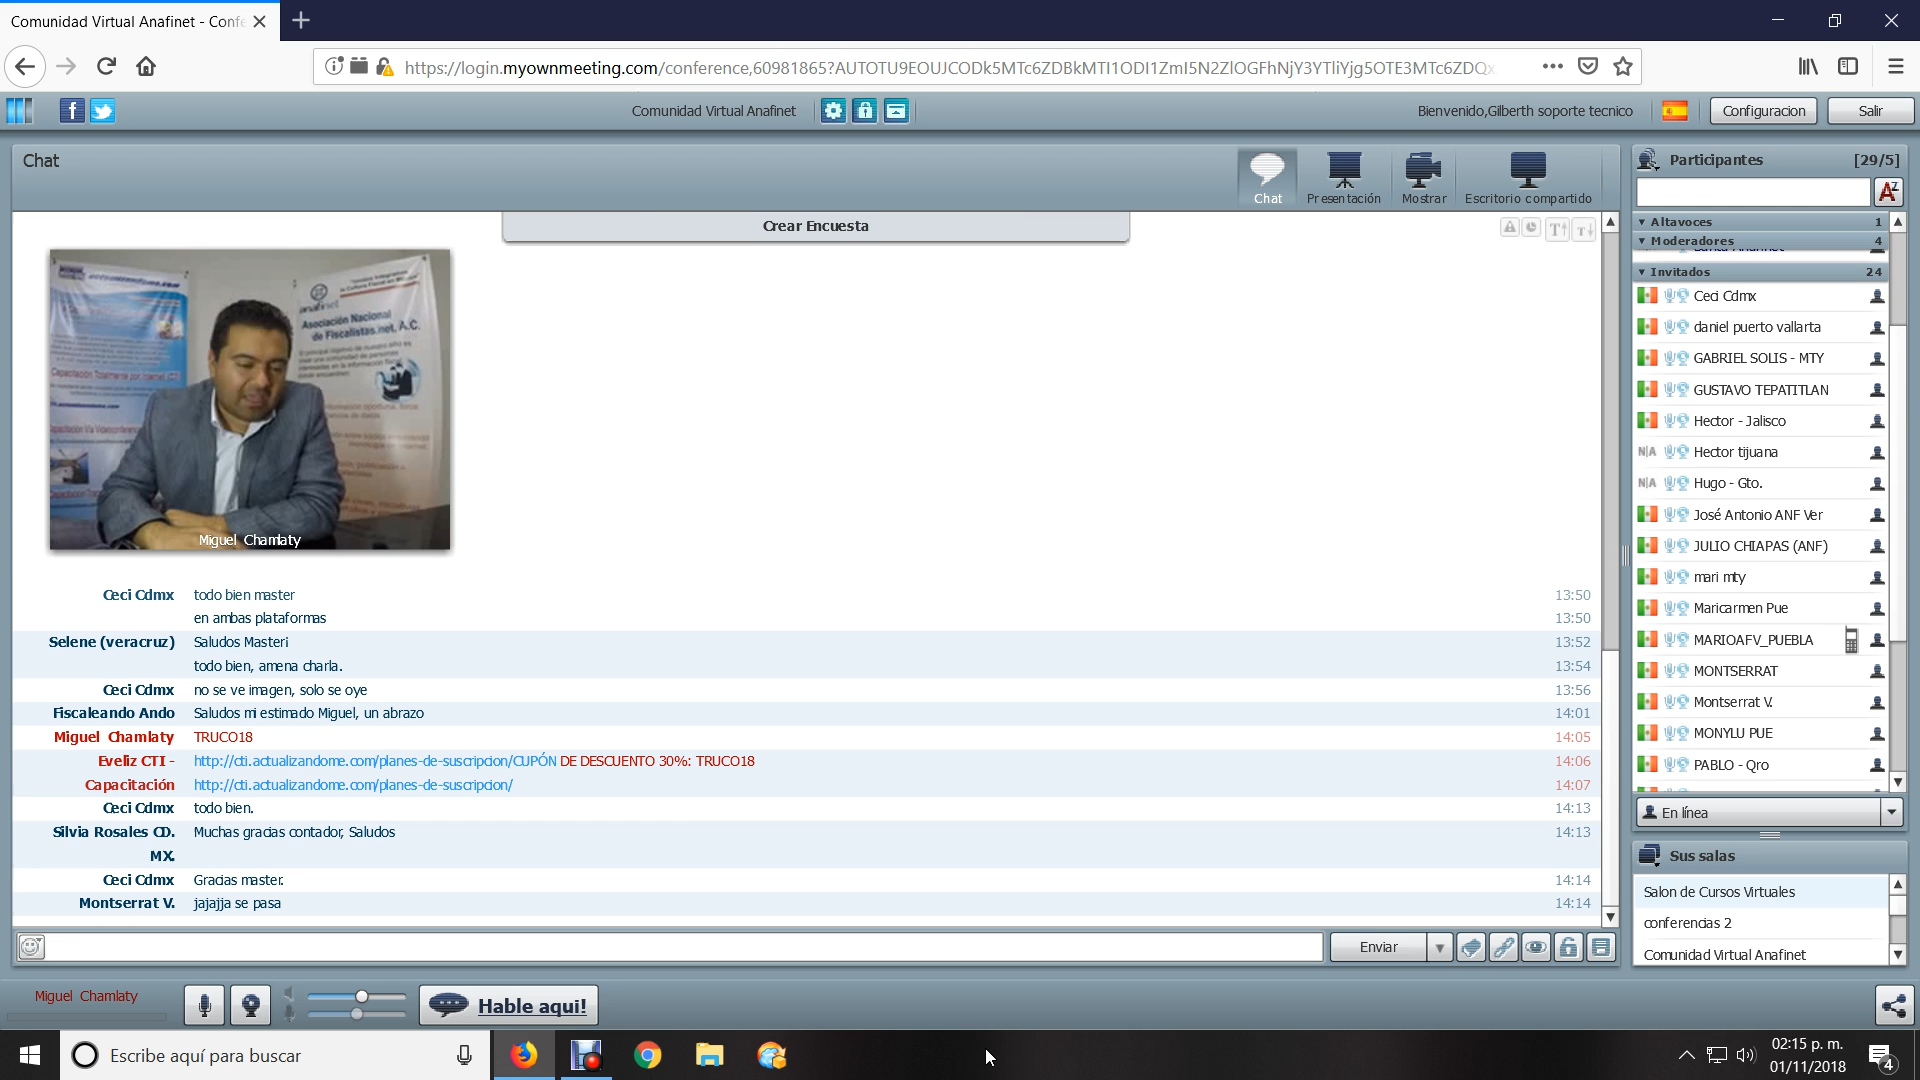 Comunidad Virtual Anafinet - Confe
https://login.myownmeeting.com/conference,60981865?AUTOTU9EOUJCODk5MTc6ZDBkMTI1ODI1ZmI5N2ZlOGFhNjY3YTliYjg5OTE3MTc6ZDQx
Comunidad Virtual Anafinet
Bienvenido,Gilberth soporte tecnico
Configuracion
Salir
Chat
Chat
Presentación
Mostrar
Escritorio compartido
Participantes [29/5]
Crear Encuesta
Altavoces 1
Moderadores 4
Invitados 24
Ceci Cdmx
daniel puerto vallarta
GABRIEL SOLIS - MTY
GUSTAVO TEPATITLAN
Hector - Jalisco
N|A Hector tijuana
N|A Hugo - Gto.
José Antonio ANF Ver
JULIO CHIAPAS (ANF)
mari mty
Maricarmen Pue
MARIOAFV_PUEBLA
MONTSERRAT
Montserrat V.
MONYLU PUE
PABLO - Qro
En línea
Sus salas
Salon de Cursos Virtuales
conferencias 2
Comunidad Virtual Anafinet
anafinet
Asociación Nacional
de Fiscalistas.net, A.C.
Miguel Chamlaty
Ceci Cdmx todo bien master 13:50
en ambas plataformas 13:50
Selene (veracruz) Saludos Masteri 13:52
todo bien, amena charla. 13:54
Ceci Cdmx no se ve imagen, solo se oye 13:56
Fiscaleando Ando Saludos mi estimado Miguel, un abrazo 14:01
Miguel Chamlaty TRUCO18 14:05
Eveliz CTI - http://cti.actualizandome.com/planes-de-suscripcion/CUPÓN DE DESCUENTO 30%: TRUCO18 14:06
Capacitación http://cti.actualizandome.com/planes-de-suscripcion/ 14:07
Ceci Cdmx todo bien. 14:13
Silvia Rosales CD. Muchas gracias contador, Saludos 14:13
MX.
Ceci Cdmx Gracias master. 14:14
Montserrat V. jajajja se pasa 14:14
Enviar
Miguel Chamlaty
Hable aqui!
Escribe aquí para buscar
02:15 p. m.
01/11/2018
4